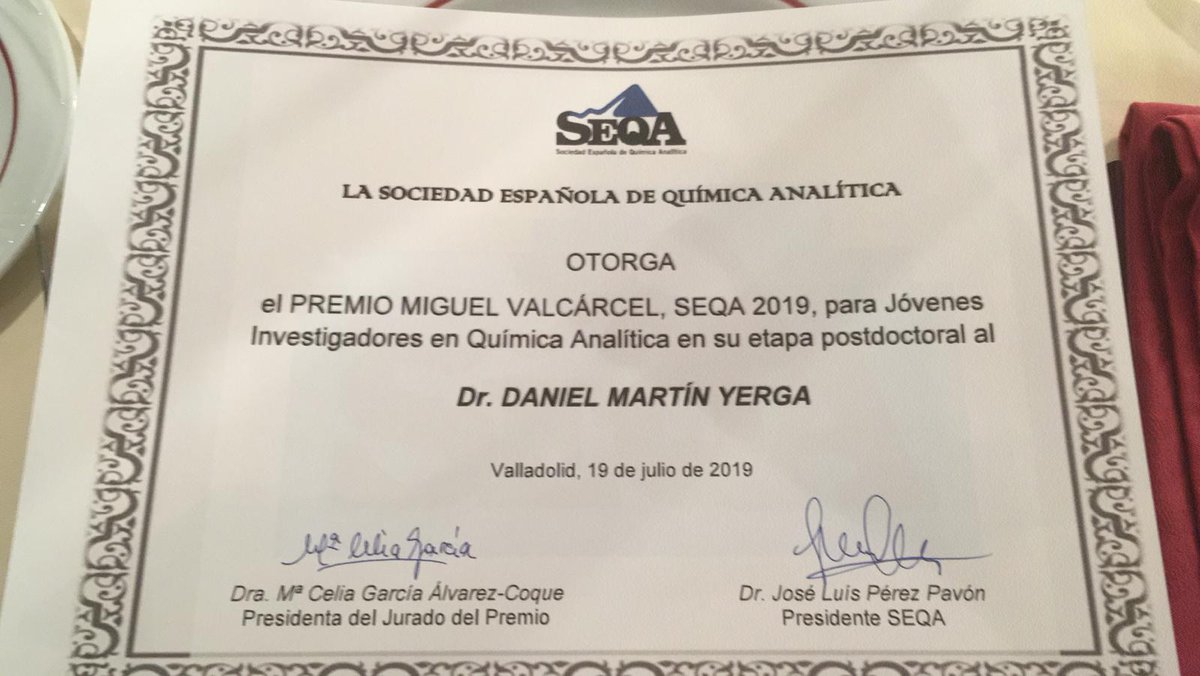 SEQA
Sociedad Española de Química Analítica
LA SOCIEDAD ESPAÑOLA DE QUÍMICA ANALÍTICA
OTORGA
el PREMIO MIGUEL VALCÁRCEL, SEQA 2019, para Jóvenes
Investigadores en Química Analítica en su etapa postdoctoral al
Dr. DANIEL MARTÍN YERGA
Valladolid, 19 de julio de 2019
Mª Celia García
Dra. Mª Celia García Álvarez-Coque
Presidenta del Jurado del Premio
Dr. José Luis Pérez Pavón
Presidente SEQA